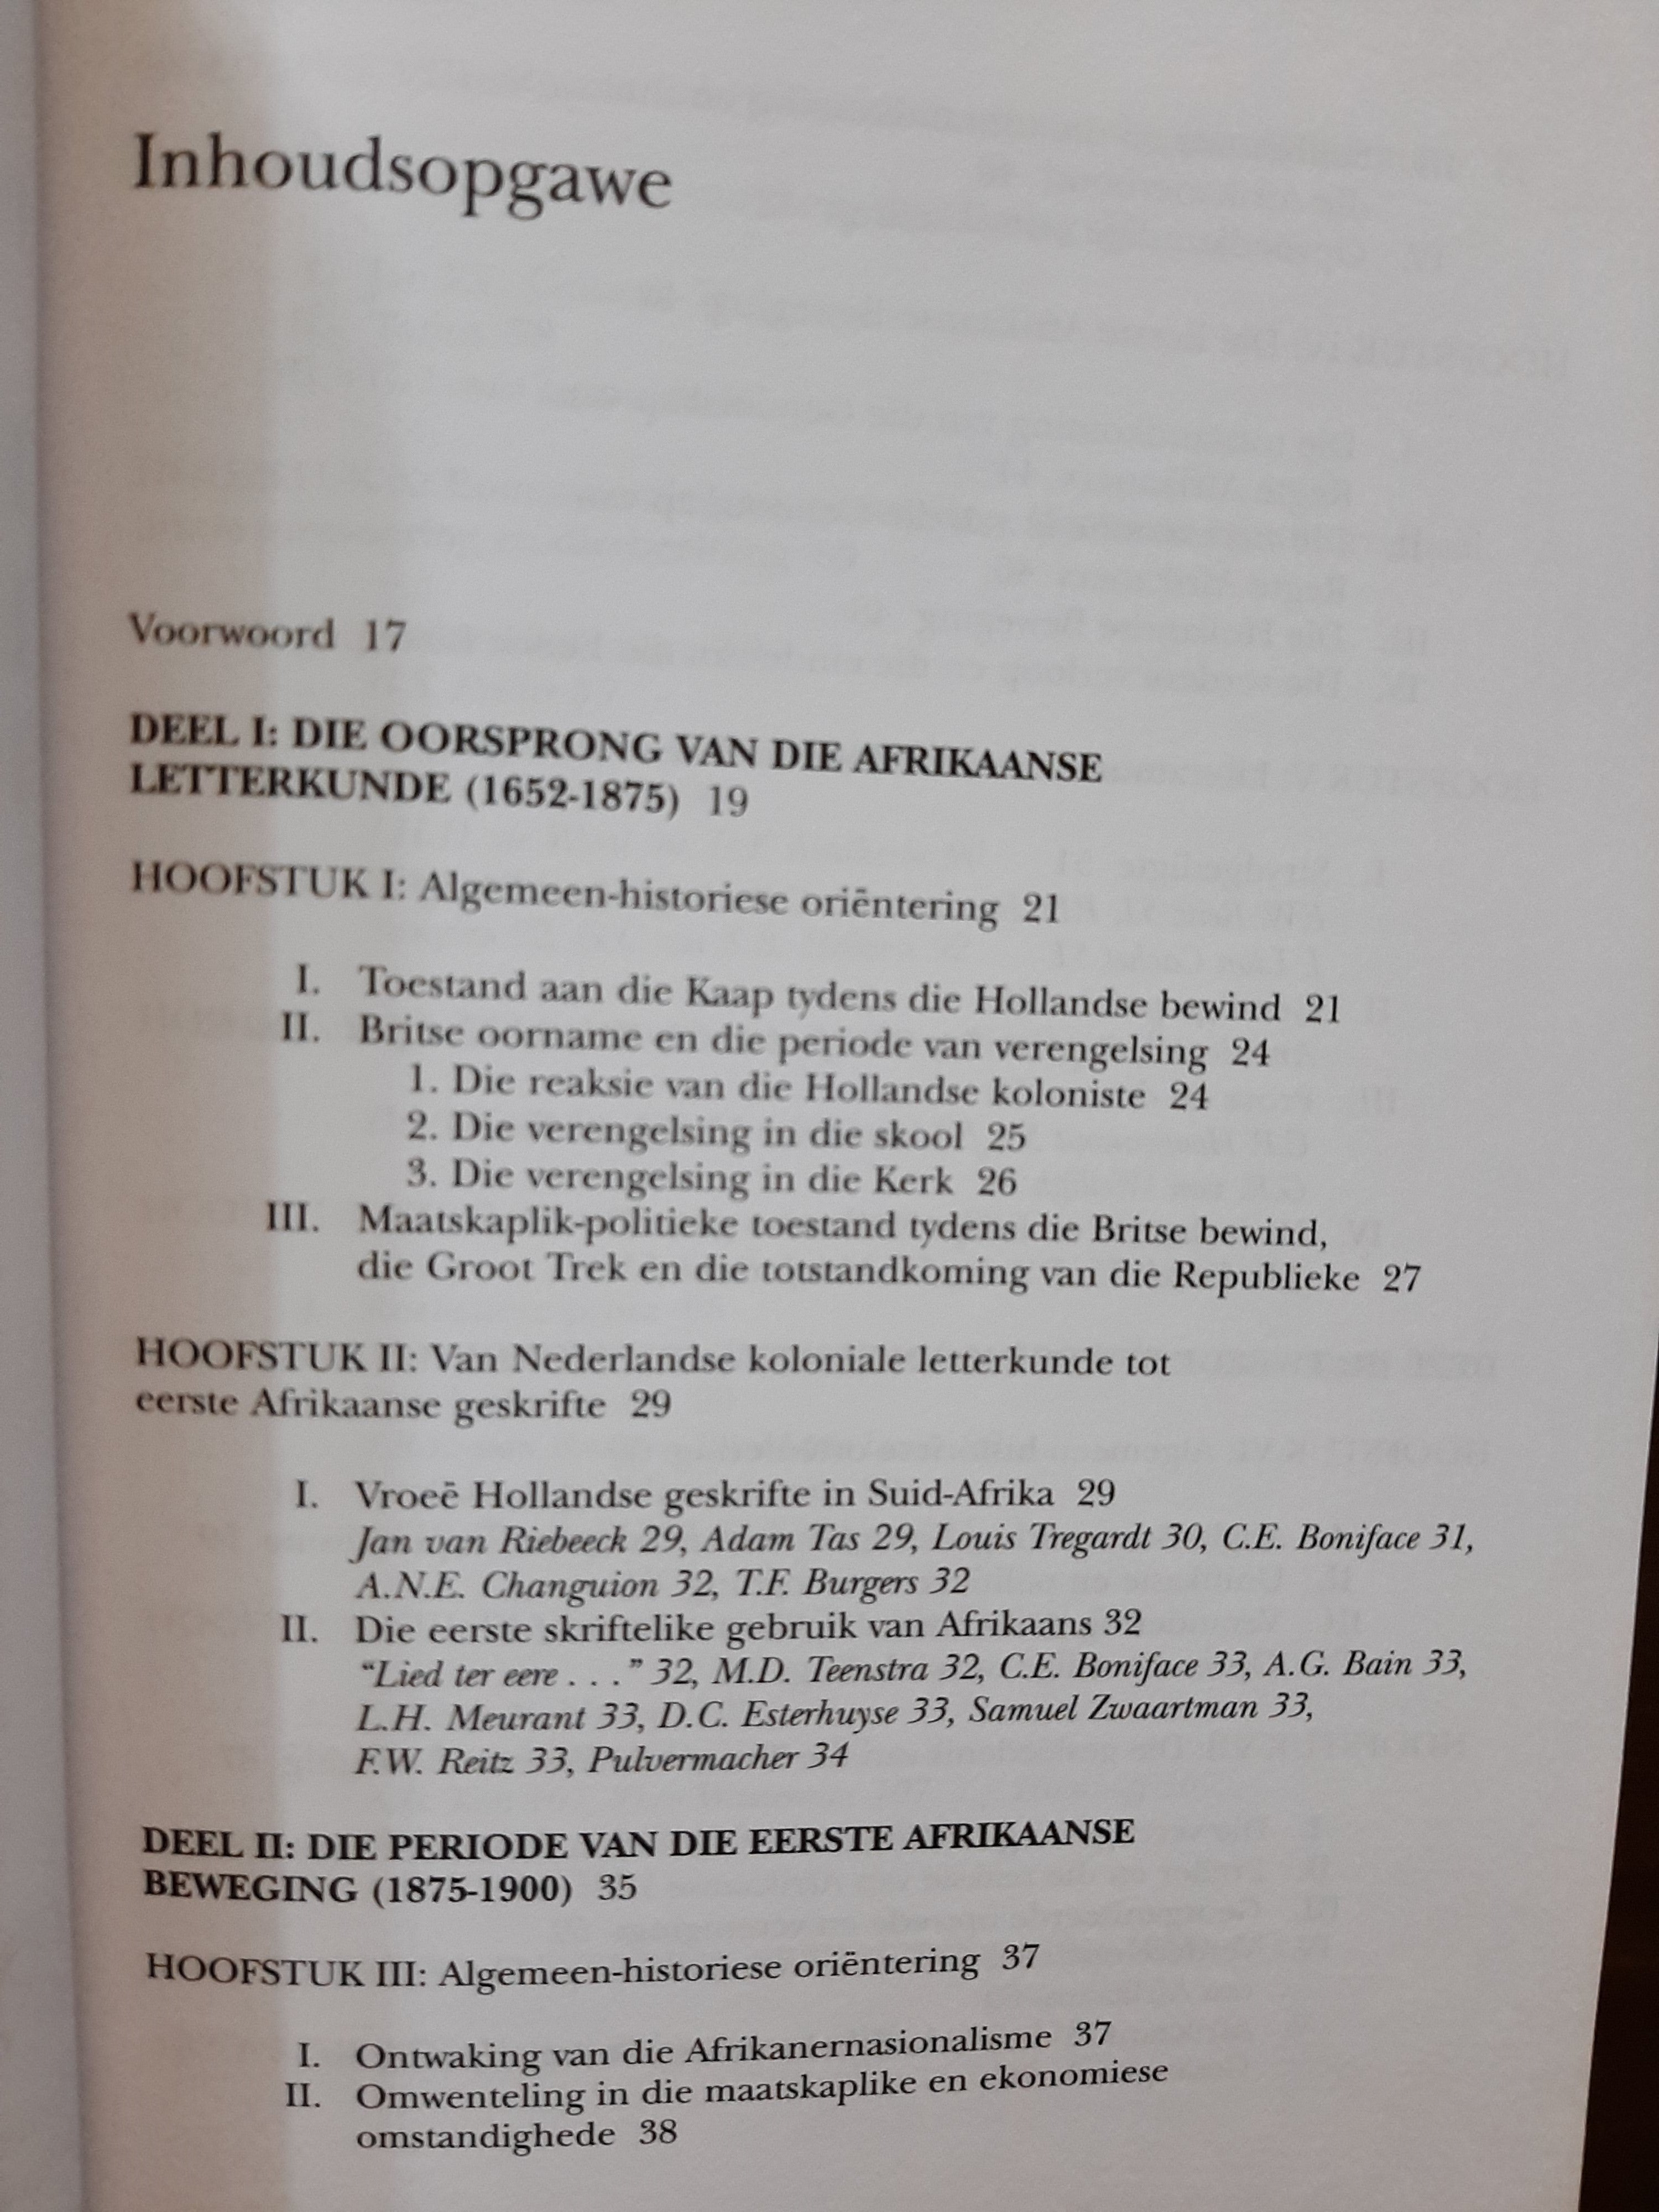 Inhoudsopgawe
Voorwoord 17
DEEL I: DIE OORSPRONG VAN DIE AFRIKAANSE
LETTERKUNDE (1652-1875) 19
HOOFSTUK I: Algemeen-historiese oriëntering 21
I. Toestand aan die Kaap tydens die Hollandse bewind 21
II. Britse oorname en die periode van verengelsing 24
1. Die reaksie van die Hollandse koloniste 24
2. Die verengelsing in die skool 25
3. Die verengelsing in die Kerk 26
III. Maatskaplik-politieke toestand tydens die Britse bewind,
die Groot Trek en die totstandkoming van die Republieke 27
HOOFSTUK II: Van Nederlandse koloniale letterkunde tot
eerste Afrikaanse geskrifte 29
I. Vroeë Hollandse geskrifte in Suid-Afrika 29
Jan van Riebeeck 29, Adam Tas 29, Louis Tregardt 30, C.E. Boniface 31,
A.N.E. Changuion 32, T.F. Burgers 32
II. Die eerste skriftelike gebruik van Afrikaans 32
“Lied ter eere . . .” 32, M.D. Teenstra 32, C.E. Boniface 33, A.G. Bain 33,
L.H. Meurant 33, D.C. Esterhuyse 33, Samuel Zwaartman 33,
F.W. Reitz 33, Pulvermacher 34
DEEL II: DIE PERIODE VAN DIE EERSTE AFRIKAANSE
BEWEGING (1875-1900) 35
HOOFSTUK III: Algemeen-historiese oriëntering 37
I. Ontwaking van die Afrikanernasionalisme 37
II. Omwenteling in die maatskaplike en ekonomiese
omstandighede 38